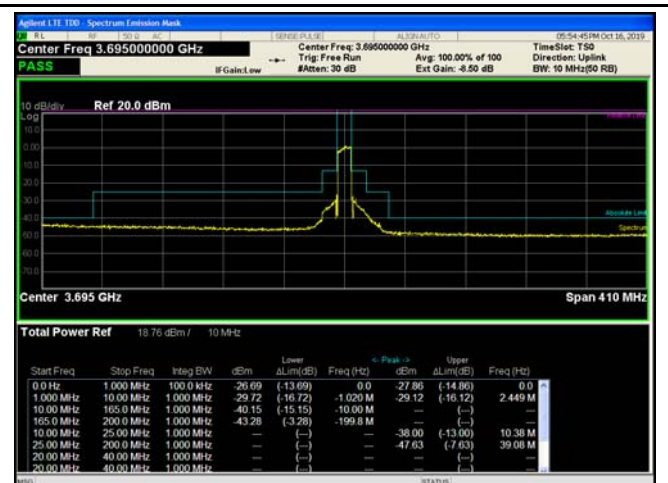 Agilent LTE TDD - Spectrum Emission Mask
RL RF 50 Ω AC SENSE:PULSE ALIGN AUTO 05:54:45 PM Oct 16, 2019
Center Freq 3.695000000 GHz Center Freq: 3.695000000 GHz TimeSlot: TS0
Trig: Free Run Avg: 100.00% of 100 Direction: Uplink
PASS IFGain:Low #Atten: 30 dB Ext Gain: -8.50 dB BW: 10 MHz(50 RB)
10 dB/div Ref 20.0 dBm
Log
10.0
0.00
-10.0
-20.0
-30.0
-40.0
-50.0
-60.0
-70.0
Relative Limit
Absolute Limit
Spectrum
Center 3.695 GHz Span 410 MHz
Total Power Ref 18.76 dBm / 10 MHz
Lower <- Peak -> Upper
Start Freq Stop Freq Integ BW dBm ΔLim(dB) Freq (Hz) dBm ΔLim(dB) Freq (Hz)
0.0 Hz 1.000 MHz 100.0 kHz -26.69 (-13.69) 0.0 -27.86 (-14.86) 0.0
1.000 MHz 10.00 MHz 1.000 MHz -29.72 (-16.72) -1.020 M -29.12 (-16.12) 2.449 M
10.00 MHz 165.0 MHz 1.000 MHz -40.15 (-15.15) -10.00 M --- (---) ---
165.0 MHz 200.0 MHz 1.000 MHz -43.28 (-3.28) -199.8 M --- (---) ---
10.00 MHz 25.00 MHz 1.000 MHz --- (---) --- -38.00 (-13.00) 10.38 M
25.00 MHz 200.0 MHz 1.000 MHz --- (---) --- -47.63 (-7.63) 39.08 M
20.00 MHz 40.00 MHz 1.000 MHz --- (---) --- --- (---) ---
20.00 MHz 40.00 MHz 1.000 MHz --- (---) --- --- (---) ---
MSG STATUS